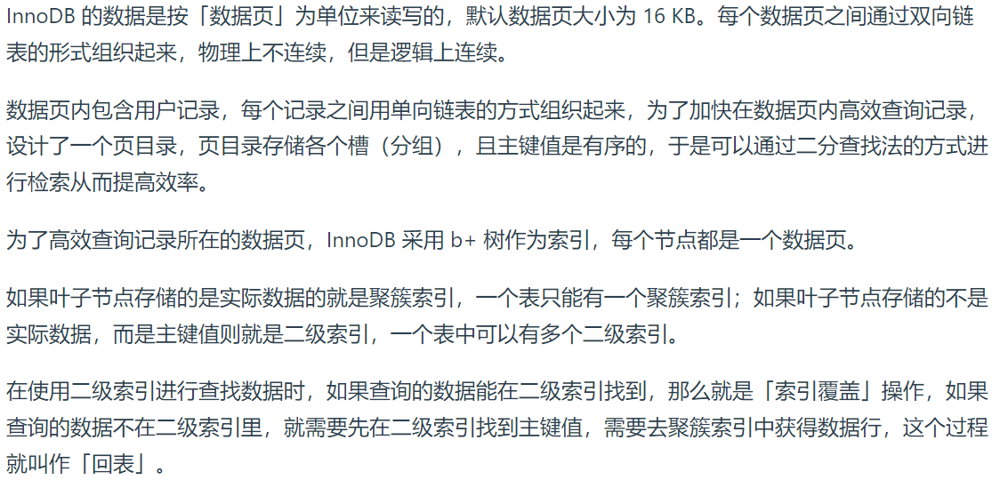 InnoDB 的数据是按「数据页」为单位来读写的，默认数据页大小为 16 KB。每个数据页之间通过双向链
表的形式组织起来，物理上不连续，但是逻辑上连续。
数据页内包含用户记录，每个记录之间用单向链表的方式组织起来，为了加快在数据页内高效查询记录，
设计了一个页目录，页目录存储各个槽（分组），且主键值是有序的，于是可以通过二分查找法的方式进
行检索从而提高效率。
为了高效查询记录所在的数据页，InnoDB 采用 b+ 树作为索引，每个节点都是一个数据页。
如果叶子节点存储的是实际数据的就是聚簇索引，一个表只能有一个聚簇索引；如果叶子节点存储的不是
实际数据，而是主键值则就是二级索引，一个表中可以有多个二级索引。
在使用二级索引进行查找数据时，如果查询的数据能在二级索引找到，那么就是「索引覆盖」操作，如果
查询的数据不在二级索引里，就需要先在二级索引找到主键值，需要去聚簇索引中获得数据行，这个过程
就叫作「回表」。